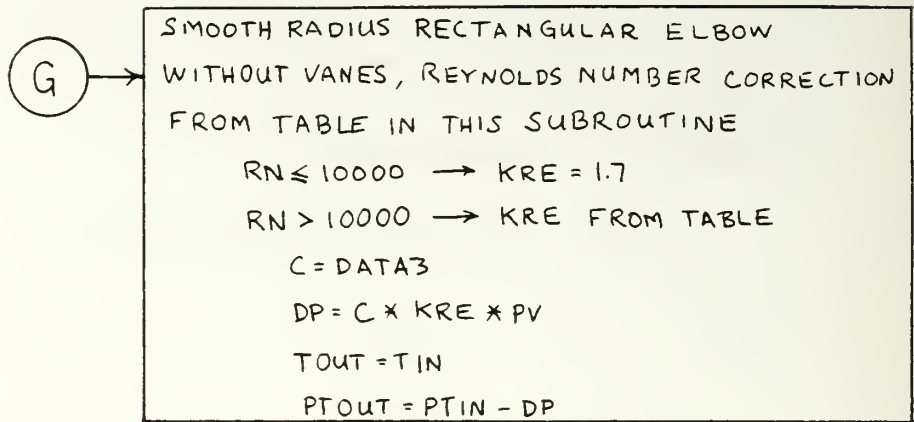 G
SMOOTH RADIUS RECTANGULAR ELBOW
WITHOUT VANES, REYNOLDS NUMBER CORRECTION
FROM TABLE IN THIS SUBROUTINE
RN ≤ 10000 → KRE = 1.7
RN > 10000 → KRE FROM TABLE
C = DATA3
DP = C * KRE * PV
TOUT = TIN
PTOUT = PTIN - DP